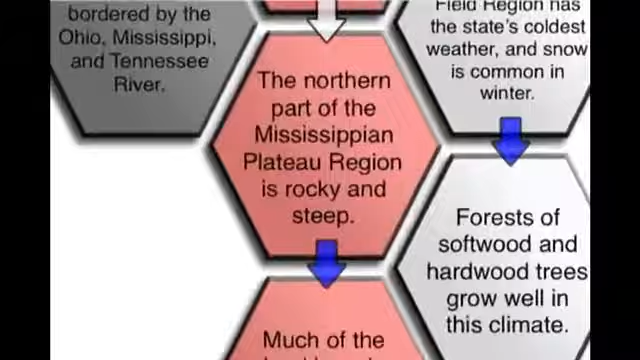 bordered by the
Ohio, Mississippi,
and Tennessee
River.
The northern
part of the
Mississippian
Plateau Region
is rocky and
steep.
Much of the
Field Region has
the state's coldest
weather, and snow
is common in
winter.
Forests of
softwood and
hardwood trees
grow well in
this climate.